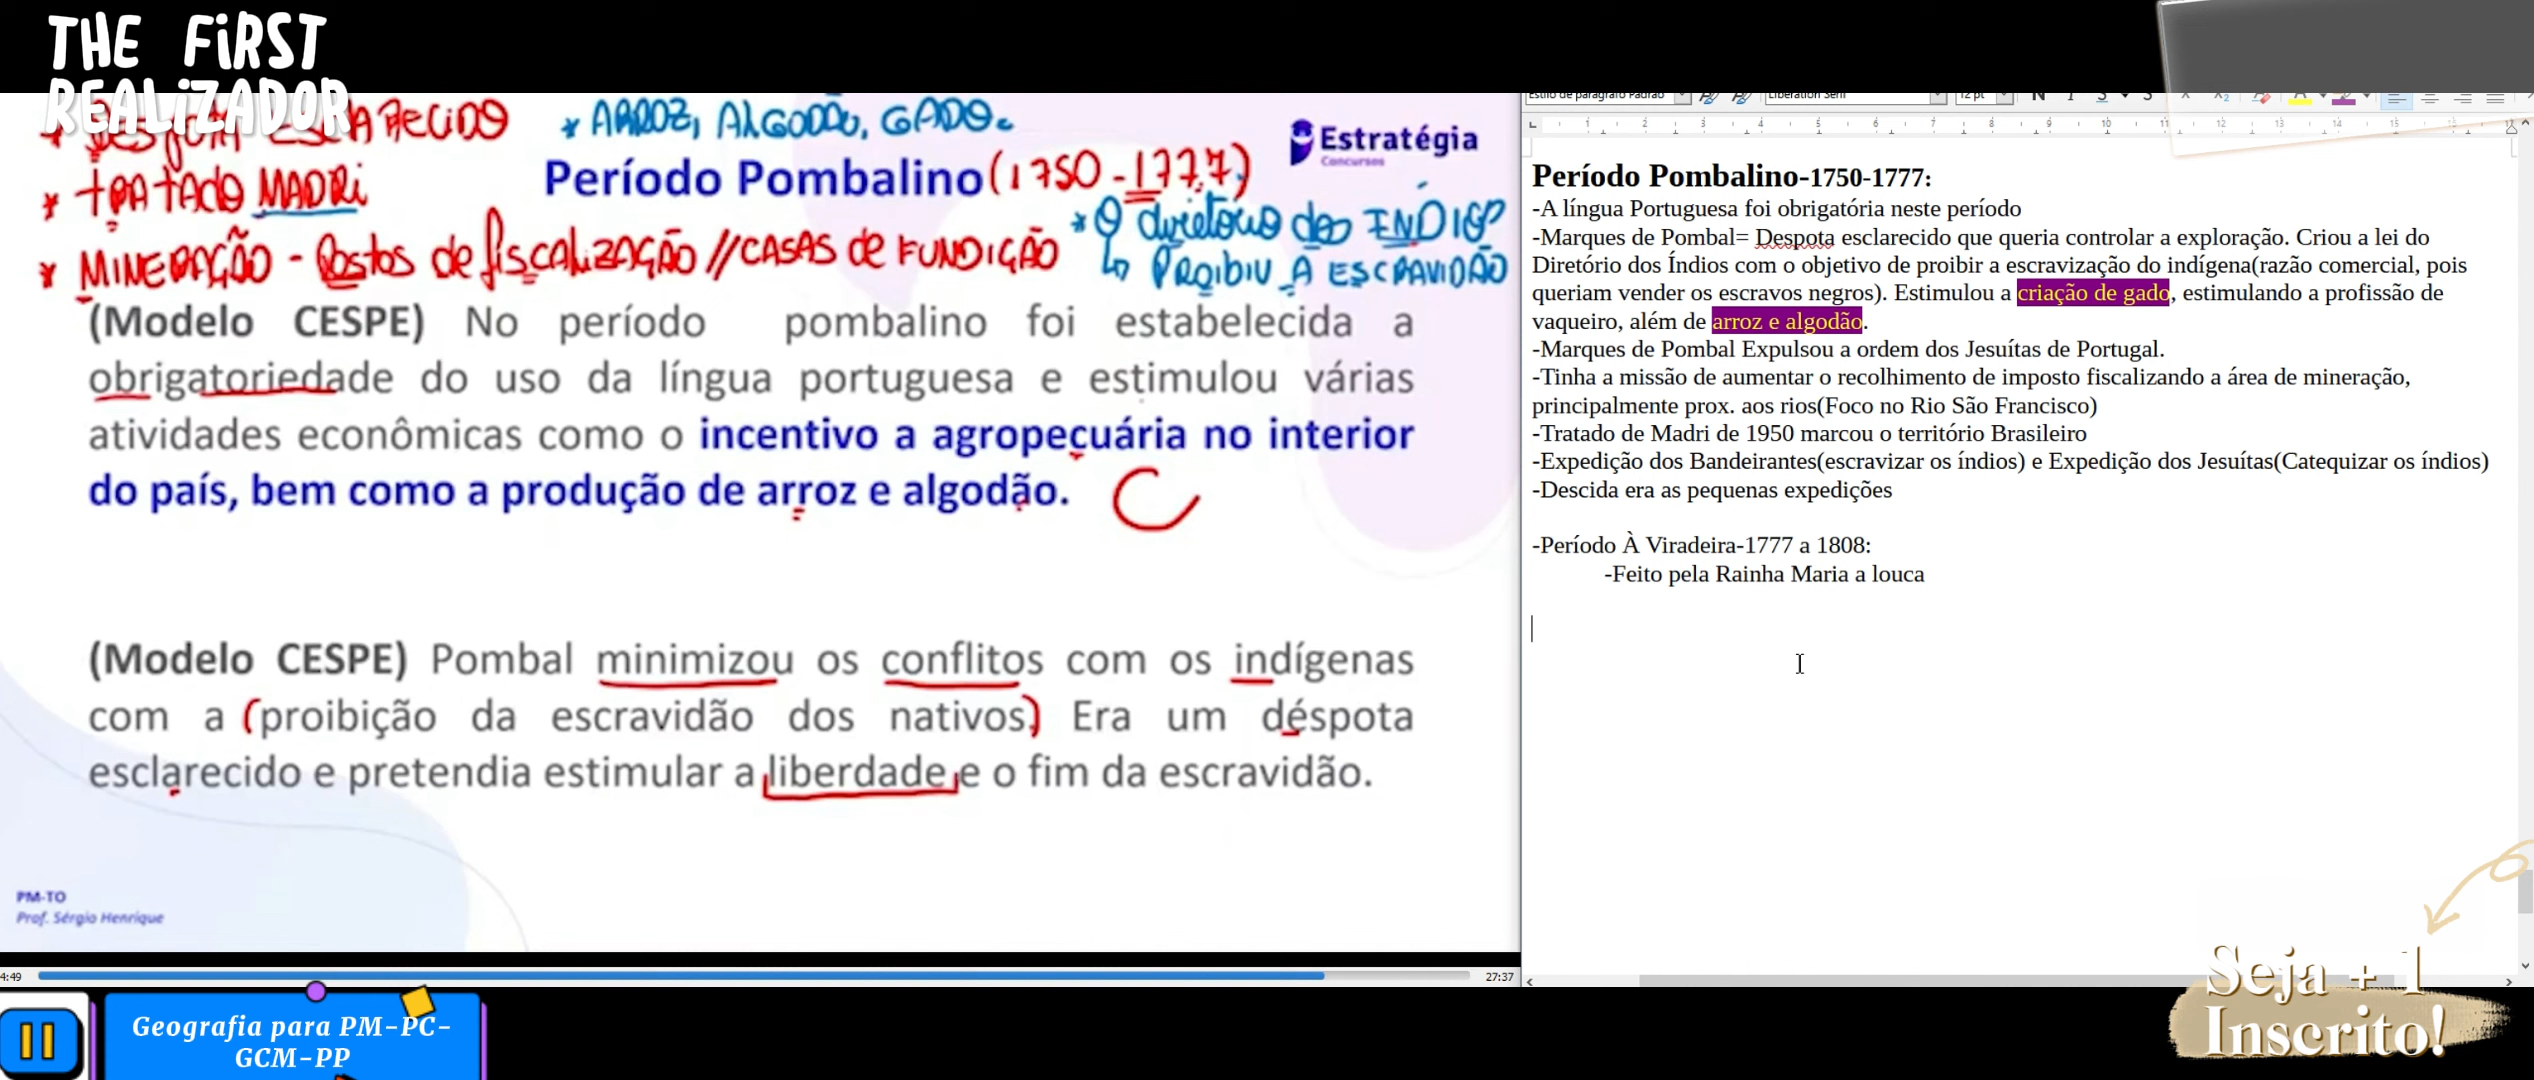 THE FiRST
REALiZADOR
ESCLARECIDO
* ARROZ, ALGODÃO, GADO.
Estratégia
Concursos
* TRATADO MADRi
Período Pombalino (1750-1777)
* O diretório dos ÍNDIOS
↳ PROIBIU A ESCRAVIDÃO
* MINERAÇÃO - Postos de fiscalização // CASAS de FUNDIÇÃO
(Modelo CESPE) No período pombalino foi estabelecida a
obrigatoriedade do uso da língua portuguesa e estimulou várias
atividades econômicas como o incentivo a agropecuária no interior
do país, bem como a produção de arroz e algodão. C
(Modelo CESPE) Pombal minimizou os conflitos com os indígenas
com a (proibição da escravidão dos nativos.) Era um déspota
esclarecido e pretendia estimular a liberdade e o fim da escravidão.
PM-TO
Prof. Sérgio Henrique
4:49
27:37
Estilo de parágrafo Padrão
Liberation Serif
12 pt
Período Pombalino-1750-1777:
-A língua Portuguesa foi obrigatória neste período
-Marques de Pombal= Despota esclarecido que queria controlar a exploração. Criou a lei do
Diretório dos Índios com o objetivo de proibir a escravização do indígena(razão comercial, pois
queriam vender os escravos negros). Estimulou a criação de gado, estimulando a profissão de
vaqueiro, além de arroz e algodão.
-Marques de Pombal Expulsou a ordem dos Jesuítas de Portugal.
-Tinha a missão de aumentar o recolhimento de imposto fiscalizando a área de mineração,
principalmente prox. aos rios(Foco no Rio São Francisco)
-Tratado de Madri de 1950 marcou o território Brasileiro
-Expedição dos Bandeirantes(escravizar os índios) e Expedição dos Jesuítas(Catequizar os índios)
-Descida era as pequenas expedições
-Período À Viradeira-1777 a 1808:
-Feito pela Rainha Maria a louca
Geografia para PM-PC-
GCM-PP
Seja + 1
Inscrito!